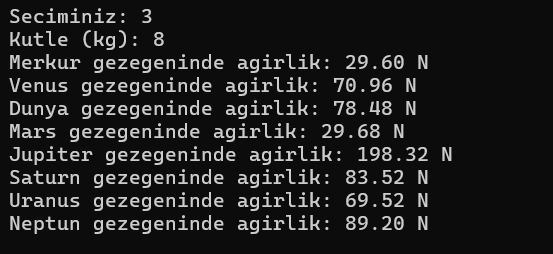 Seciminiz: 3
Kutle (kg): 8
Merkur gezegeninde agirlik: 29.60 N
Venus gezegeninde agirlik: 70.96 N
Dunya gezegeninde agirlik: 78.48 N
Mars gezegeninde agirlik: 29.68 N
Jupiter gezegeninde agirlik: 198.32 N
Saturn gezegeninde agirlik: 83.52 N
Uranus gezegeninde agirlik: 69.52 N
Neptun gezegeninde agirlik: 89.20 N